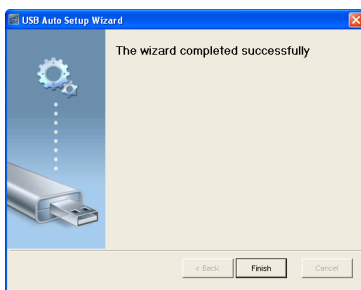 USB Auto Setup Wizard
The wizard completed successfully
< Back Finish Cancel